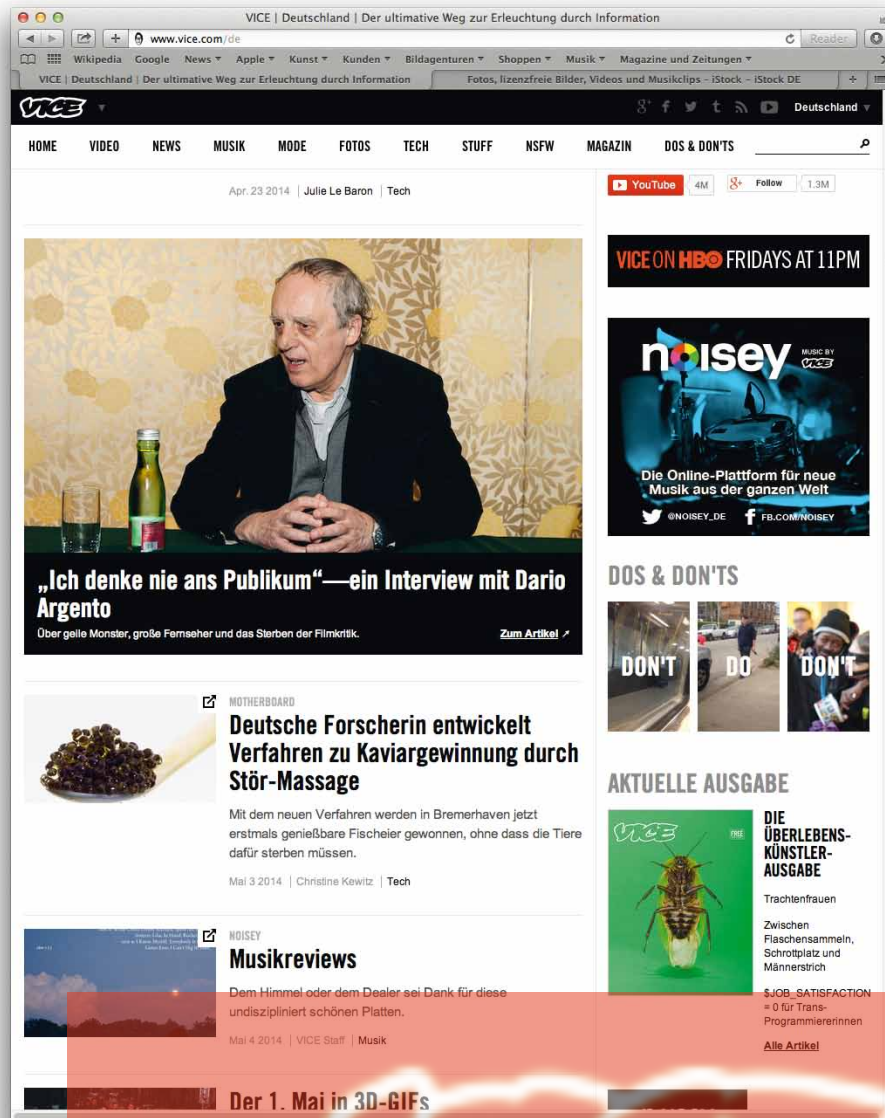 VICE | Deutschland | Der ultimative Weg zur Erleuchtung durch Information
www.vice.com/de
Reader
Wikipedia Google News Apple Kunst Kunden Bildagenturen Shoppen Musik Magazine und Zeitungen
VICE | Deutschland | Der ultimative Weg zur Erleuchtung durch Information
Fotos, lizenzfreie Bilder, Videos und Musikclips – iStock – iStock DE
VICE
Deutschland
HOME VIDEO NEWS MUSIK MODE FOTOS TECH STUFF NSFW MAGAZIN DOS & DON'TS
Apr. 23 2014 | Julie Le Baron | Tech
„Ich denke nie ans Publikum“—ein Interview mit Dario
Argento
Über geile Monster, große Fernseher und das Sterben der Filmkritik.
Zum Artikel
MOTHERBOARD
Deutsche Forscherin entwickelt
Verfahren zu Kaviargewinnung durch
Stör-Massage
Mit dem neuen Verfahren werden in Bremerhaven jetzt
erstmals genießbare Fischeier gewonnen, ohne dass die Tiere
dafür sterben müssen.
Mai 3 2014 | Christine Kewitz | Tech
NOISEY
Musikreviews
Dem Himmel oder dem Dealer sei Dank für diese
undiszipliniert schönen Platten.
Mai 4 2014 | VICE Staff | Musik
Der 1. Mai in 3D-GIFs
YouTube 4M
Follow 1.3M
VICE ON HBO FRIDAYS AT 11PM
noisey
MUSIC BY
VICE
Die Online-Plattform für neue
Musik aus der ganzen Welt
@NOISEY_DE
FB.COM/NOISEY
DOS & DON'TS
DON'T
DO
DON'T
AKTUELLE AUSGABE
VICE
FREE
DIE
ÜBERLEBENS-
KÜNSTLER-
AUSGABE
Trachtenfrauen
Zwischen
Flaschensammeln,
Schrottplatz und
Männerstrich
$JOB_SATISFACTION
= 0 für Trans-
Programmiererinnen
Alle Artikel